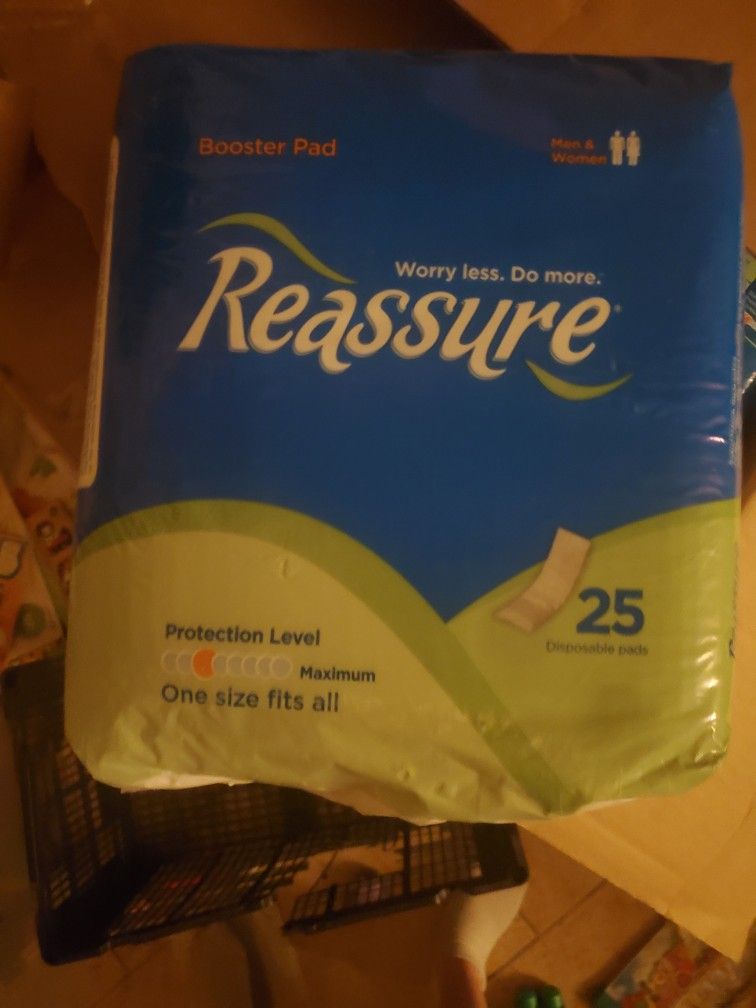 Booster Pad
Men &
Women
Worry less. Do more.
Reassure
25
Disposable pads
Protection Level
Maximum
One size fits all